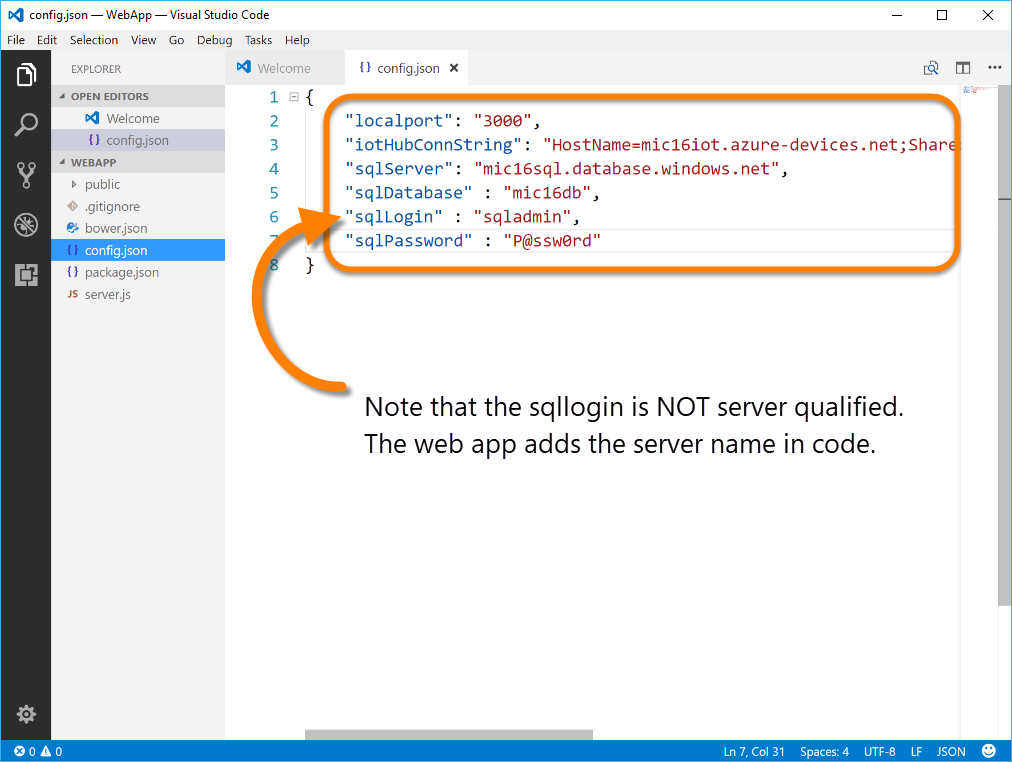 config.json — WebApp — Visual Studio Code
File Edit Selection View Go Debug Tasks Help
EXPLORER
OPEN EDITORS
Welcome
{} config.json
WEBAPP
public
.gitignore
bower.json
{} config.json
{} package.json
JS server.js
Welcome
{} config.json
1 {
2 "localport": "3000",
3 "iotHubConnString": "HostName=mic16iot.azure-devices.net;Share
4 "sqlServer": "mic16sql.database.windows.net",
5 "sqlDatabase" : "mic16db",
6 "sqlLogin" : "sqladmin",
7 "sqlPassword" : "P@ssw0rd"
8 }
Note that the sqllogin is NOT server qualified.
The web app adds the server name in code.
0 0 Ln 7, Col 31 Spaces: 4 UTF-8 LF JSON